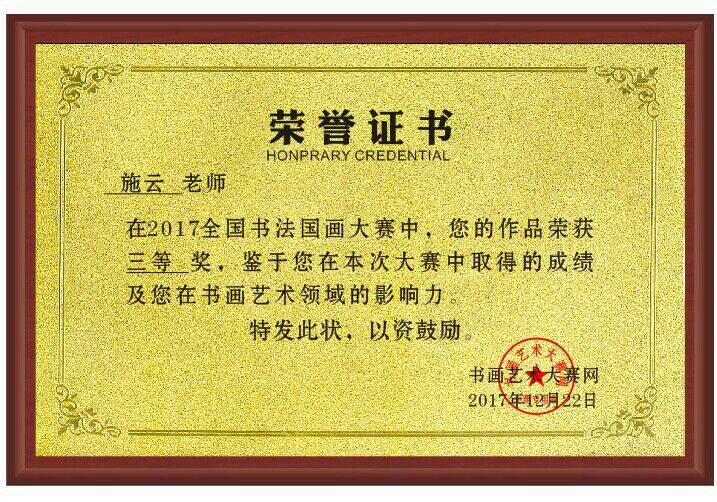 荣誉证书
HONPRARY CREDENTIAL
施云 老师
在2017全国书法国画大赛中，您的作品荣获
三等 奖，鉴于您在本次大赛中取得的成绩
及您在书画艺术领域的影响力。
特发此状，以资鼓励。
书画艺术大赛网
2017年12月22日